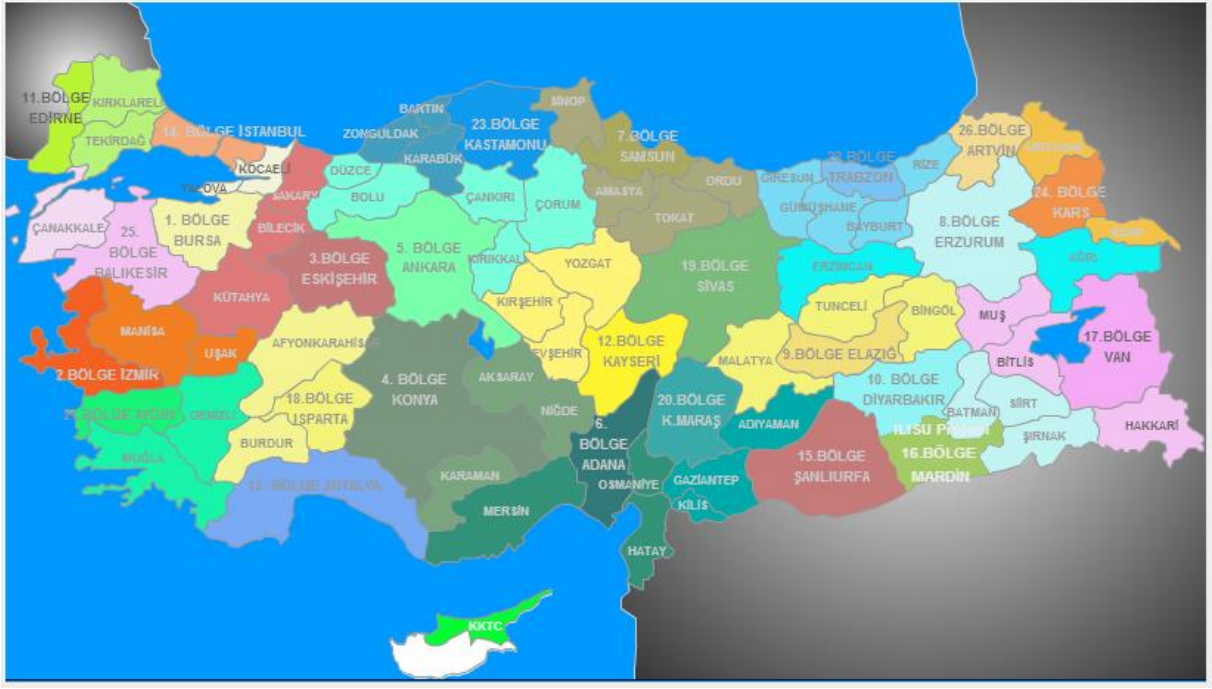 11.BÖLGE
EDİRNE
KIRKLARELİ
TEKİRDAĞ
14. BÖLGE İSTANBUL
KOCAELİ
YALOVA
SAKARY
ÇANAKKALE
25.
BÖLGE
BALIKESİR
1. BÖLGE
BURSA
BİLECİK
3.BÖLGE
ESKİŞEHİR
KÜTAHYA
MANİSA
UŞAK
2.BÖLGE İZMİR
AYDIN
DENİZLİ
MUĞLA
AFYONKARAHİSAR
18.BÖLGE
ISPARTA
BURDUR
13. BÖLGE ANTALYA
BARTIN
ZONGULDAK
KARABÜK
DÜZCE
BOLU
23.BÖLGE
KASTAMONU
SİNOP
ÇANKIRI
ÇORUM
5. BÖLGE
ANKARA
KIRIKKAL
KIRŞEHİR
YOZGAT
4. BÖLGE
KONYA
AKSARAY
NİĞDE
KARAMAN
MERSİN
EVŞEHİR
12.BÖLGE
KAYSERİ
7.BÖLGE
SAMSUN
AMASYA
ORDU
TOKAT
19.BÖLGE
SİVAS
6.
BÖLGE
ADANA
OSMANİYE
HATAY
20.BÖLGE
K.MARAŞ
MALATYA
ADIYAMAN
GAZİANTEP
KİLİS
GİRESUN
22.BÖLGE
TRABZON
RİZE
GÜMÜŞHANE
BAYBURT
26.BÖLGE
ARTVİN
24. BÖLGE
KARS
8.BÖLGE
ERZURUM
ERZİNCAN
AĞRI
TUNCELİ
BİNGÖL
9.BÖLGE ELAZIĞ
MUŞ
BİTLİS
17.BÖLGE
VAN
HAKKARİ
10. BÖLGE
DİYARBAKIR
BATMAN
SİİRT
ŞIRNAK
15.BÖLGE
ŞANLIURFA
16.BÖLGE
MARDİN
KKTC